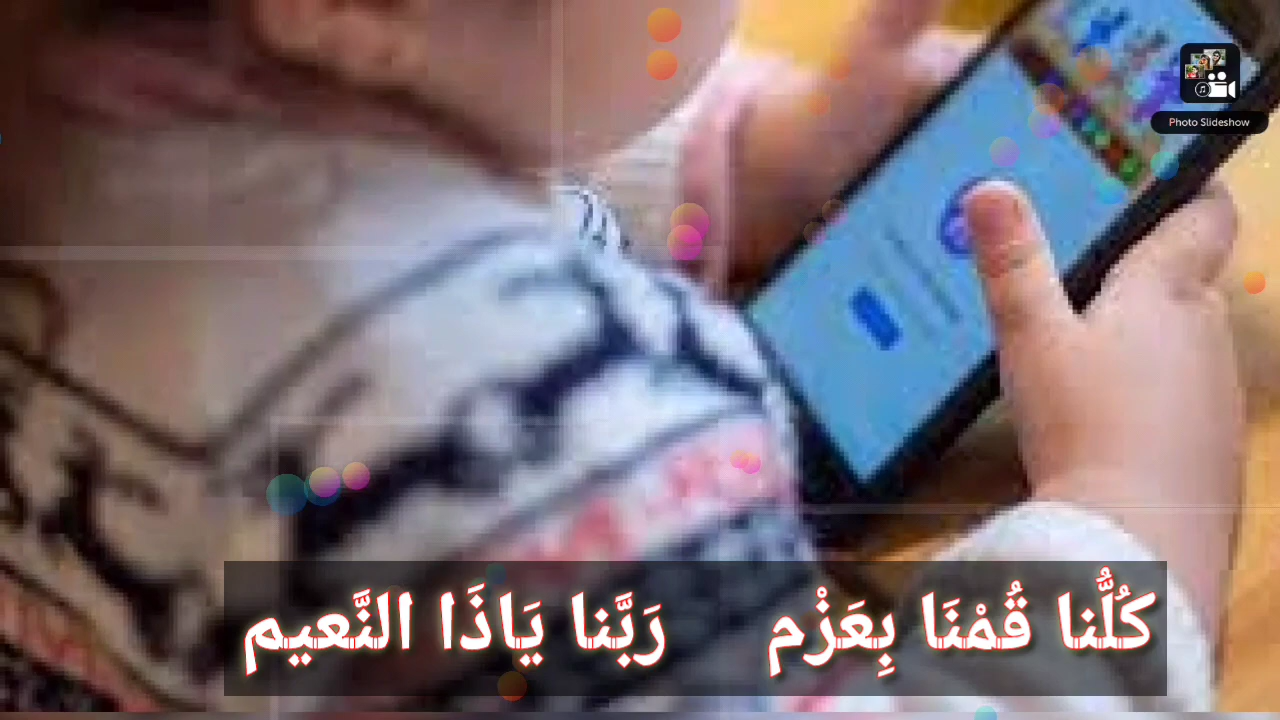 Photo Slideshow
كُلُّنا قُمْنَا بِعَزْم رَبَّنا يَاذَا النَّعيم